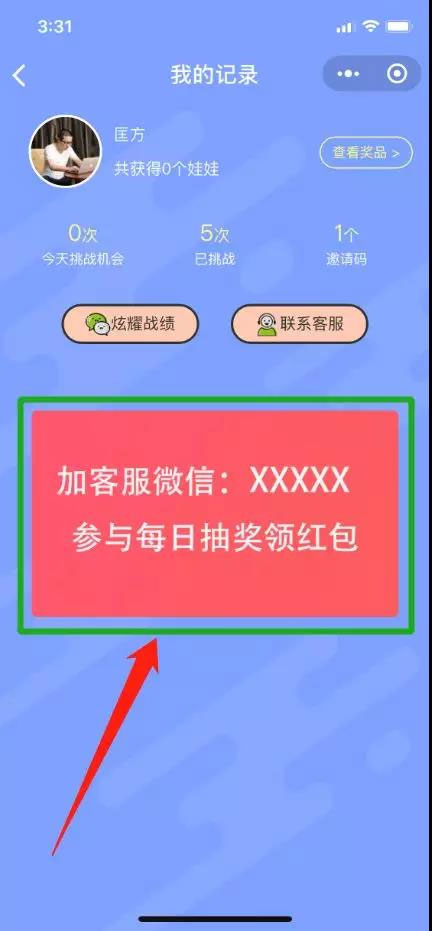 3:31
我的记录
匡方
共获得0个娃娃
查看奖品 >
0次
5次
1个
今天挑战机会
已挑战
邀请码
炫耀战绩
联系客服
加客服微信：XXXXX
参与每日抽奖领红包